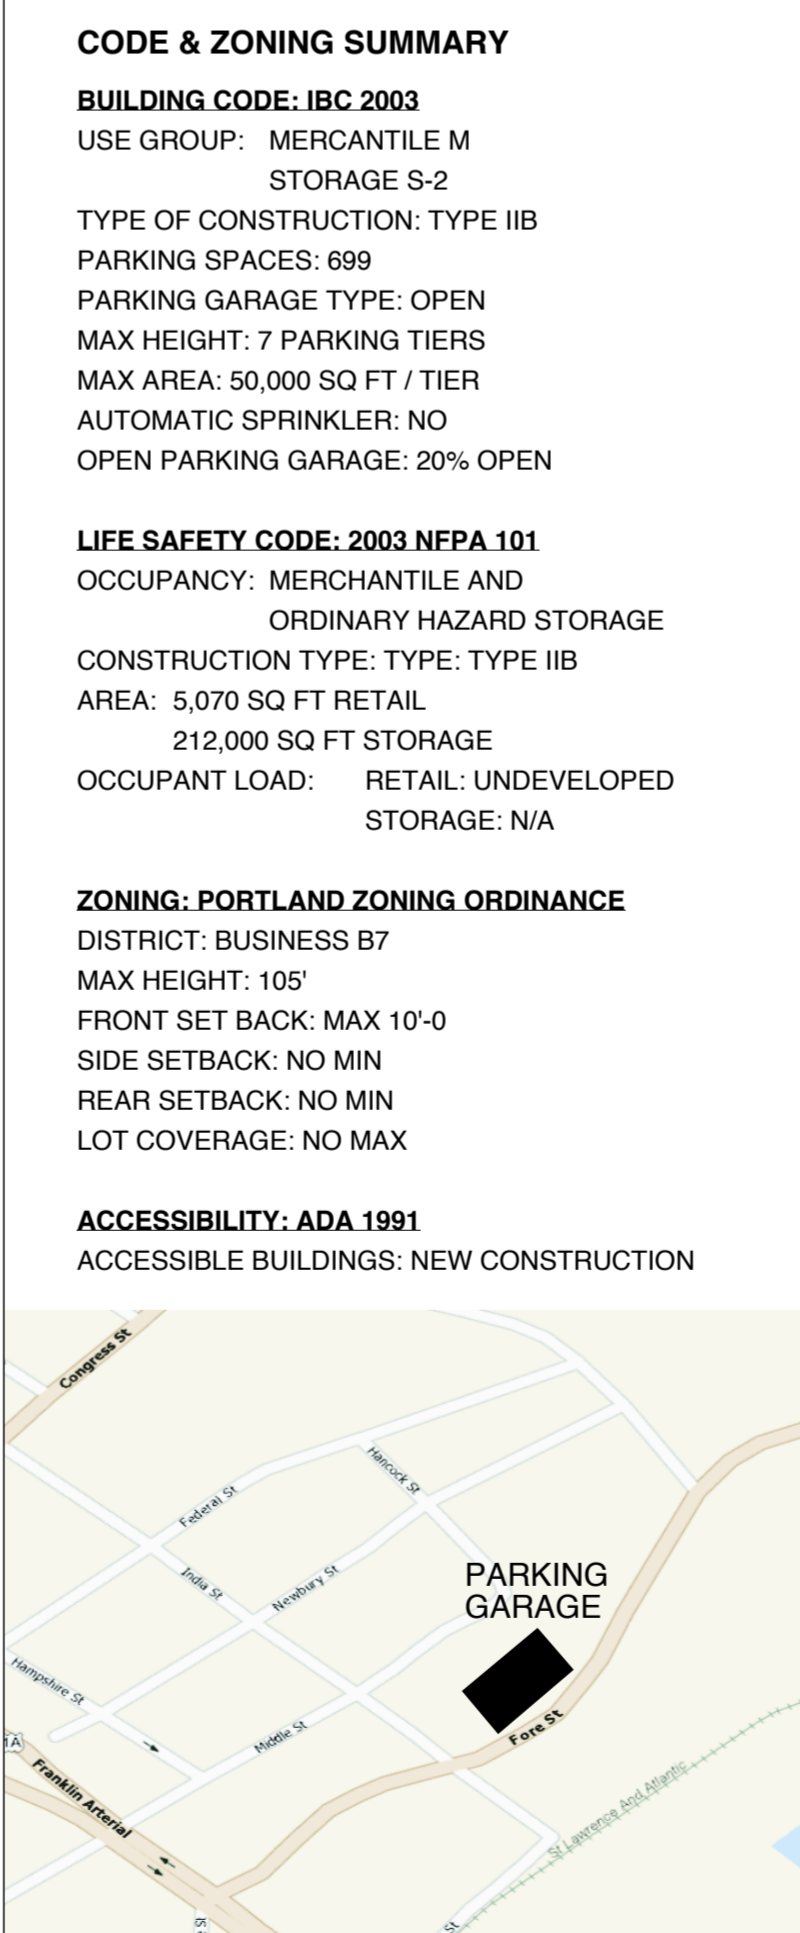 CODE & ZONING SUMMARY
BUILDING CODE: IBC 2003
USE GROUP: MERCANTILE M
STORAGE S-2
TYPE OF CONSTRUCTION: TYPE IIB
PARKING SPACES: 699
PARKING GARAGE TYPE: OPEN
MAX HEIGHT: 7 PARKING TIERS
MAX AREA: 50,000 SQ FT / TIER
AUTOMATIC SPRINKLER: NO
OPEN PARKING GARAGE: 20% OPEN
LIFE SAFETY CODE: 2003 NFPA 101
OCCUPANCY: MERCHANTILE AND
ORDINARY HAZARD STORAGE
CONSTRUCTION TYPE: TYPE: TYPE IIB
AREA: 5,070 SQ FT RETAIL
212,000 SQ FT STORAGE
OCCUPANT LOAD: RETAIL: UNDEVELOPED
STORAGE: N/A
ZONING: PORTLAND ZONING ORDINANCE
DISTRICT: BUSINESS B7
MAX HEIGHT: 105'
FRONT SET BACK: MAX 10'-0
SIDE SETBACK: NO MIN
REAR SETBACK: NO MIN
LOT COVERAGE: NO MAX
ACCESSIBILITY: ADA 1991
ACCESSIBLE BUILDINGS: NEW CONSTRUCTION
Congress St
Hancock St
Federal St
India St
Newbury St
PARKING
GARAGE
Hampshire St
Middle St
Fore St
1A
Franklin Arterial
St Lawrence And Atlantic
St
St